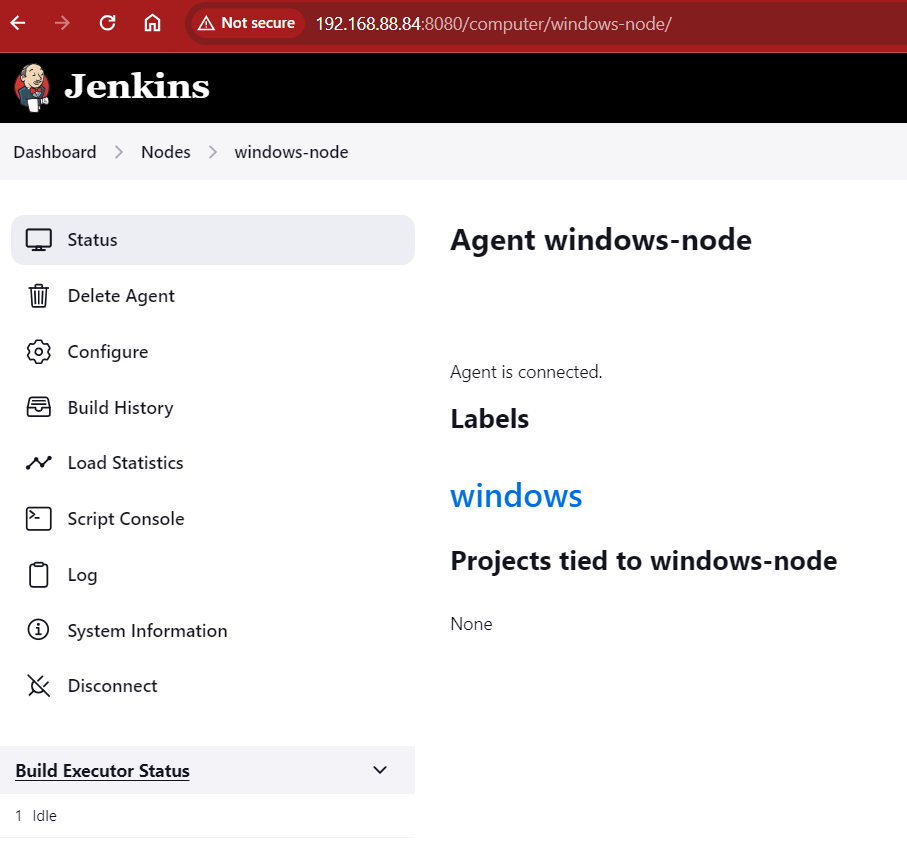 Not secure 192.168.88.84:8080/computer/windows-node/
Jenkins
Dashboard Nodes windows-node
Status
Delete Agent
Configure
Build History
Load Statistics
Script Console
Log
System Information
Disconnect
Build Executor Status
1 Idle
Agent windows-node
Agent is connected.
Labels
windows
Projects tied to windows-node
None